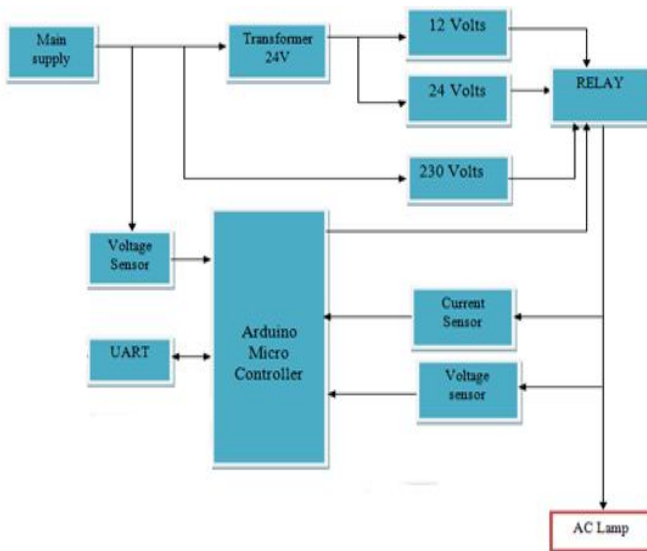 Main
supply
Transformer
24V
12 Volts
RELAY
24 Volts
230 Volts
Voltage
Sensor
Arduino
Micro
Controller
Current
Sensor
UART
Voltage
sensor
AC Lamp